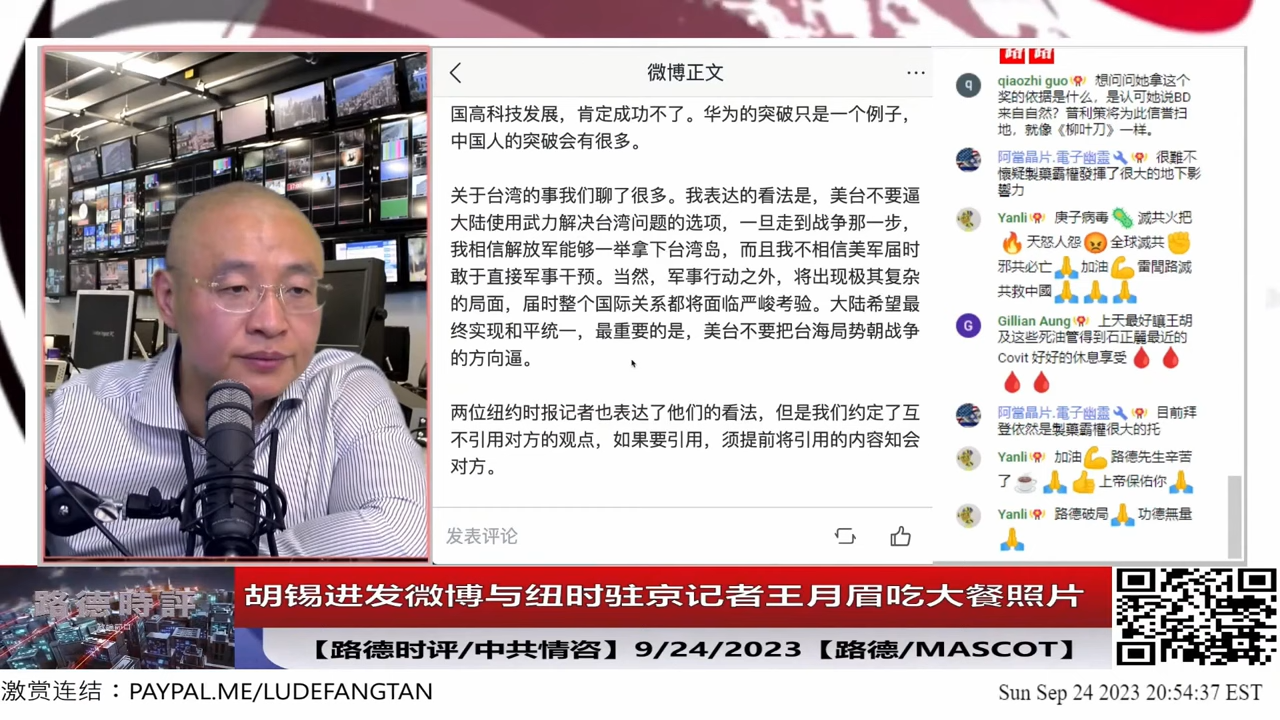 微博正文
国高科技发展，肯定成功不了。华为的突破只是一个例子，
中国人的突破会有很多。
关于台湾的事我们聊了很多。我表达的看法是，美台不要逼
大陆使用武力解决台湾问题的选项，一旦走到战争那一步，
我相信解放军能够一举拿下台湾岛，而且我不相信美军届时
敢于直接军事干预。当然，军事行动之外，将出现极其复杂
的局面，届时整个国际关系都将面临严峻考验。大陆希望最
终实现和平统一，最重要的是，美台不要把台海局势朝战争
的方向逼。
两位纽约时报记者也表达了他们的看法，但是我们约定了互
不引用对方的观点，如果要引用，须提前将引用的内容知会
对方。
发表评论
路 路
q
qiaozhi guo 想问问她拿这个
奖的依据是什么，是认可她说BD
来自自然？普利策将为此信誉扫
地，就像《柳叶刀》一样。
阿當晶片.電子幽靈 很難不
懷疑製藥霸權發揮了很大的地下影
響力
Yanli 庚子病毒🦠滅共火把
🔥天怒人怨😡全球滅共✊
邪共必亡🙏加油💪雷聞路滅
共救中國🙏🙏🙏
G
Gillian Aung 上天最好讓王胡
及这些死油管得到石正麗最近的
Covit 好好的休息享受🩸🩸
🩸🩸
阿當晶片.電子幽靈 目前拜
登依然是製藥霸權很大的托
Yanli 加油💪路德先生辛苦
了☕🙏👍上帝保佑你🙏
Yanli 路德破局🙏功德無量
🙏
路德時評
胡锡进发微博与纽时驻京记者王月眉吃大餐照片
【路德时评/中共情咨】9/24/2023【路德/MASCOT】
激赏连结：PAYPAL.ME/LUDEFANGTAN
Sun Sep 24 2023 20:54:37 EST